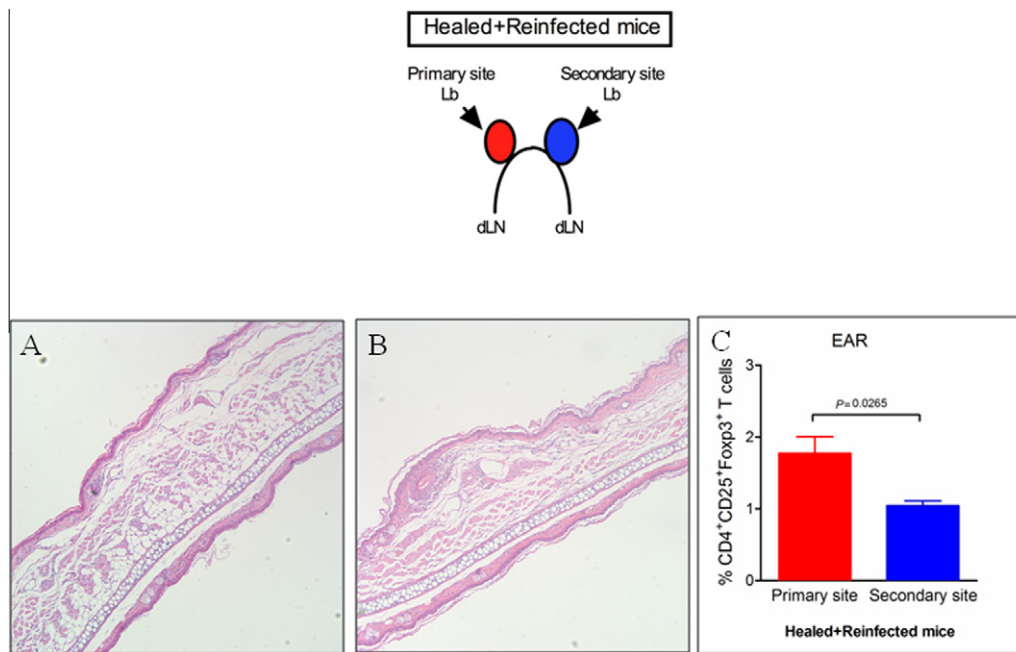 Healed+Reinfected mice
Primary site
Lb
Secondary site
Lb
dLN
dLN
A
B
C
EAR
% CD4+CD25+Foxp3+ T cells
3
2
1
0
P=0.0265
Primary site
Secondary site
Healed+Reinfected mice